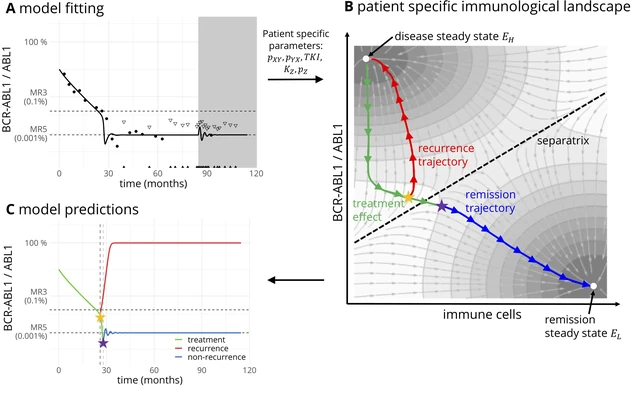 A model fitting
100 %
MR3
(0.1%)
MR5
(0.001%)
BCR-ABL1 / ABL1
0
30
60
90
120
time (months)
Patient specific
parameters:
pXY, pYX, TKI,
KZ, pZ
B patient specific immunological landscape
disease steady state EH
BCR-ABL1 / ABL1
separatrix
recurrence
trajectory
remission
trajectory
treatment
effect
immune cells
remission
steady state EL
C model predictions
100 %
MR3
(0.1%)
MR5
(0.001%)
BCR-ABL1 / ABL1
treatment
recurrence
non-recurrence
0
30
60
90
120
time (months)